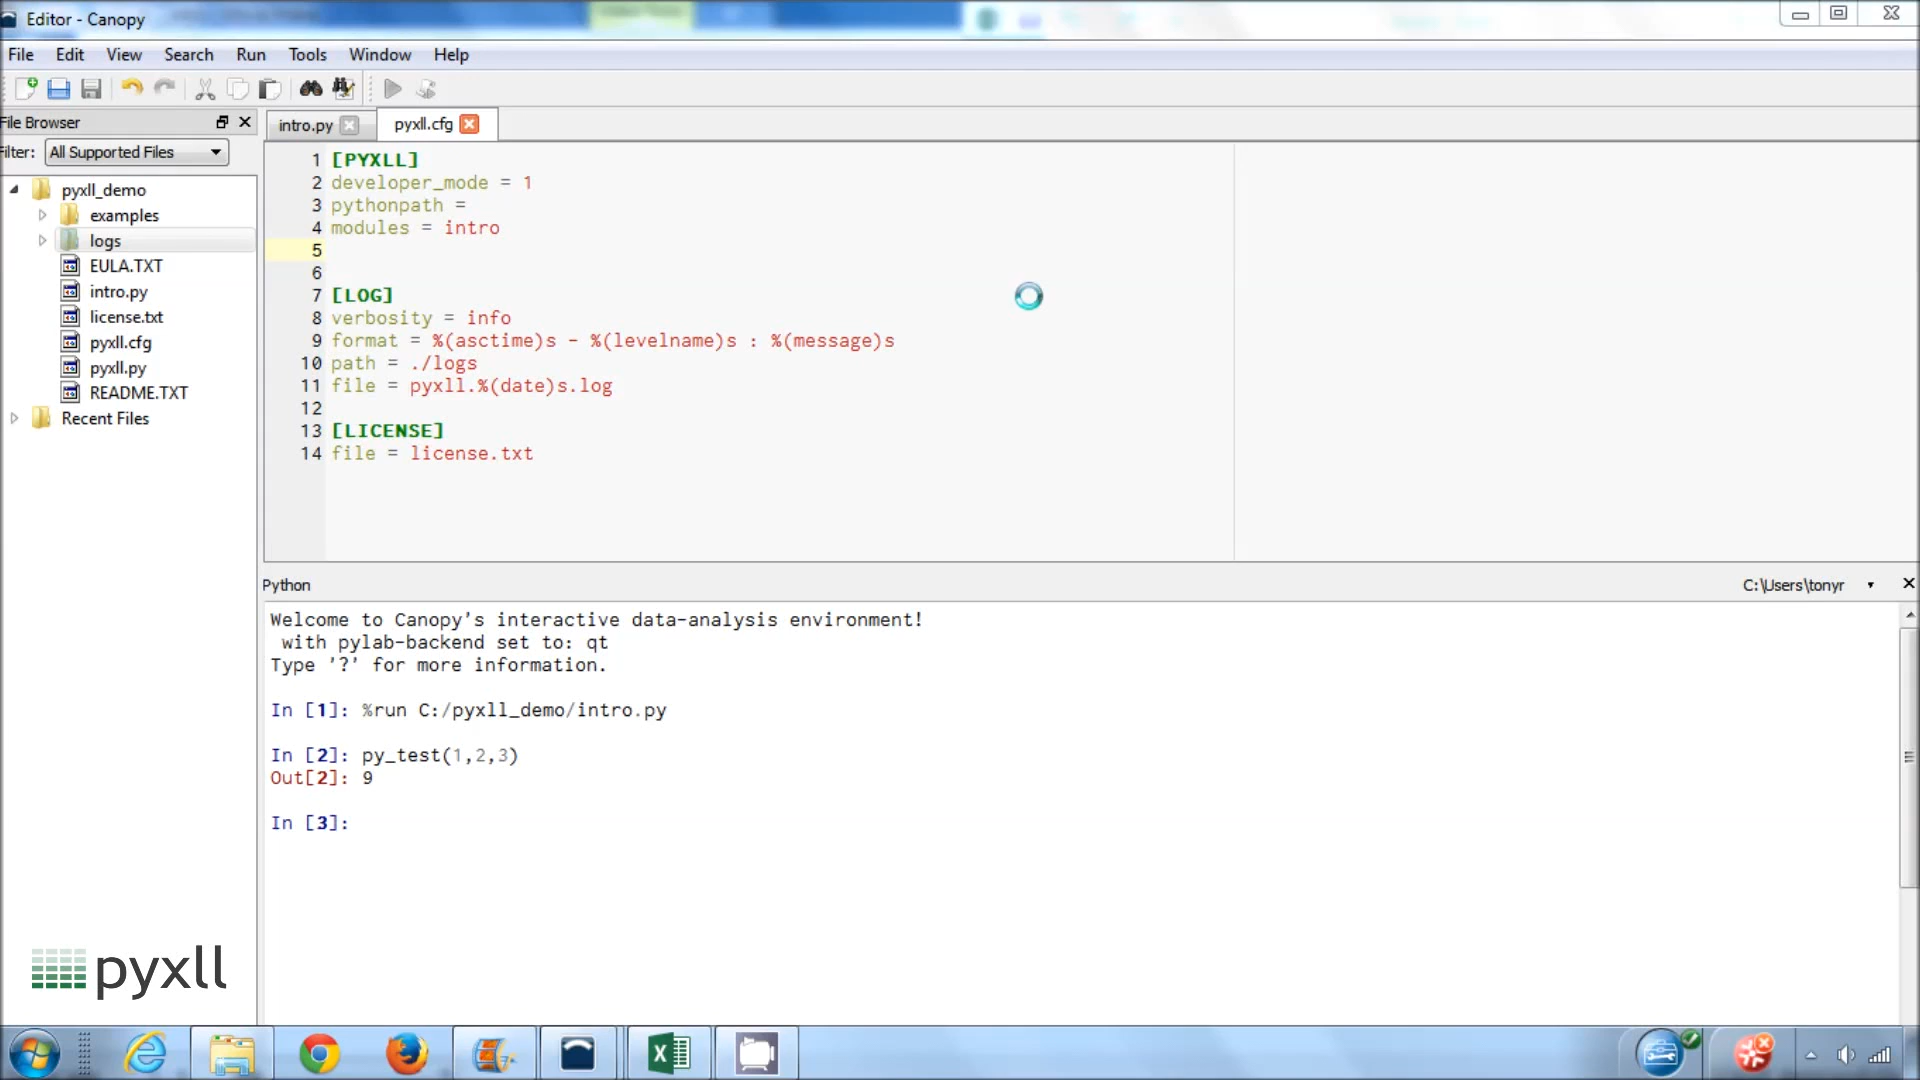 Editor - Canopy
File Edit View Search Run Tools Window Help
File Browser
Filter: All Supported Files
pyxll_demo
examples
logs
EULA.TXT
intro.py
license.txt
pyxll.cfg
pyxll.py
README.TXT
Recent Files
intro.py pyxll.cfg
1 [PYXLL]
2 developer_mode = 1
3 pythonpath =
4 modules = intro
5
6
7 [LOG]
8 verbosity = info
9 format = %(asctime)s - %(levelname)s : %(message)s
10 path = ./logs
11 file = pyxll.%(date)s.log
12
13 [LICENSE]
14 file = license.txt
Python C:\Users\tonyr
Welcome to Canopy's interactive data-analysis environment!
with pylab-backend set to: qt
Type '?' for more information.
In [1]: %run C:/pyxll_demo/intro.py
In [2]: py_test(1,2,3)
Out[2]: 9
In [3]:
pyxll